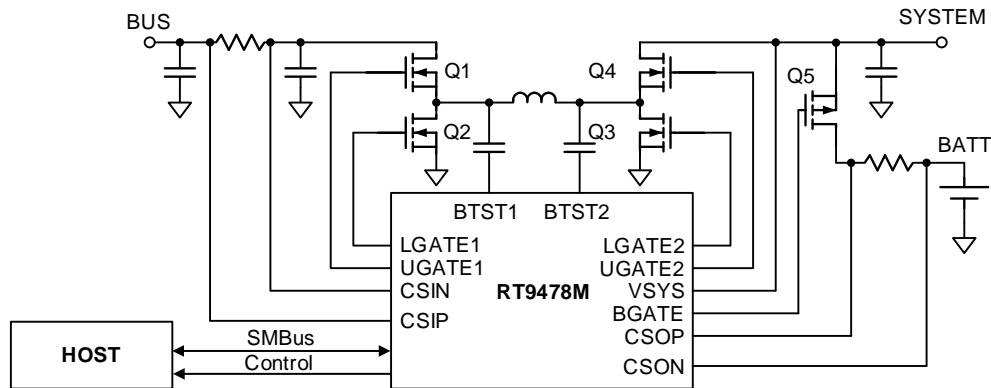 BUS
SYSTEM
Q1
Q4
Q5
Q2
Q3
BATT
BTST1
BTST2
LGATE1
LGATE2
UGATE1
UGATE2
CSIN
RT9478M
VSYS
BGATE
CSIP
CSOP
HOST
SMBus
Control
CSON